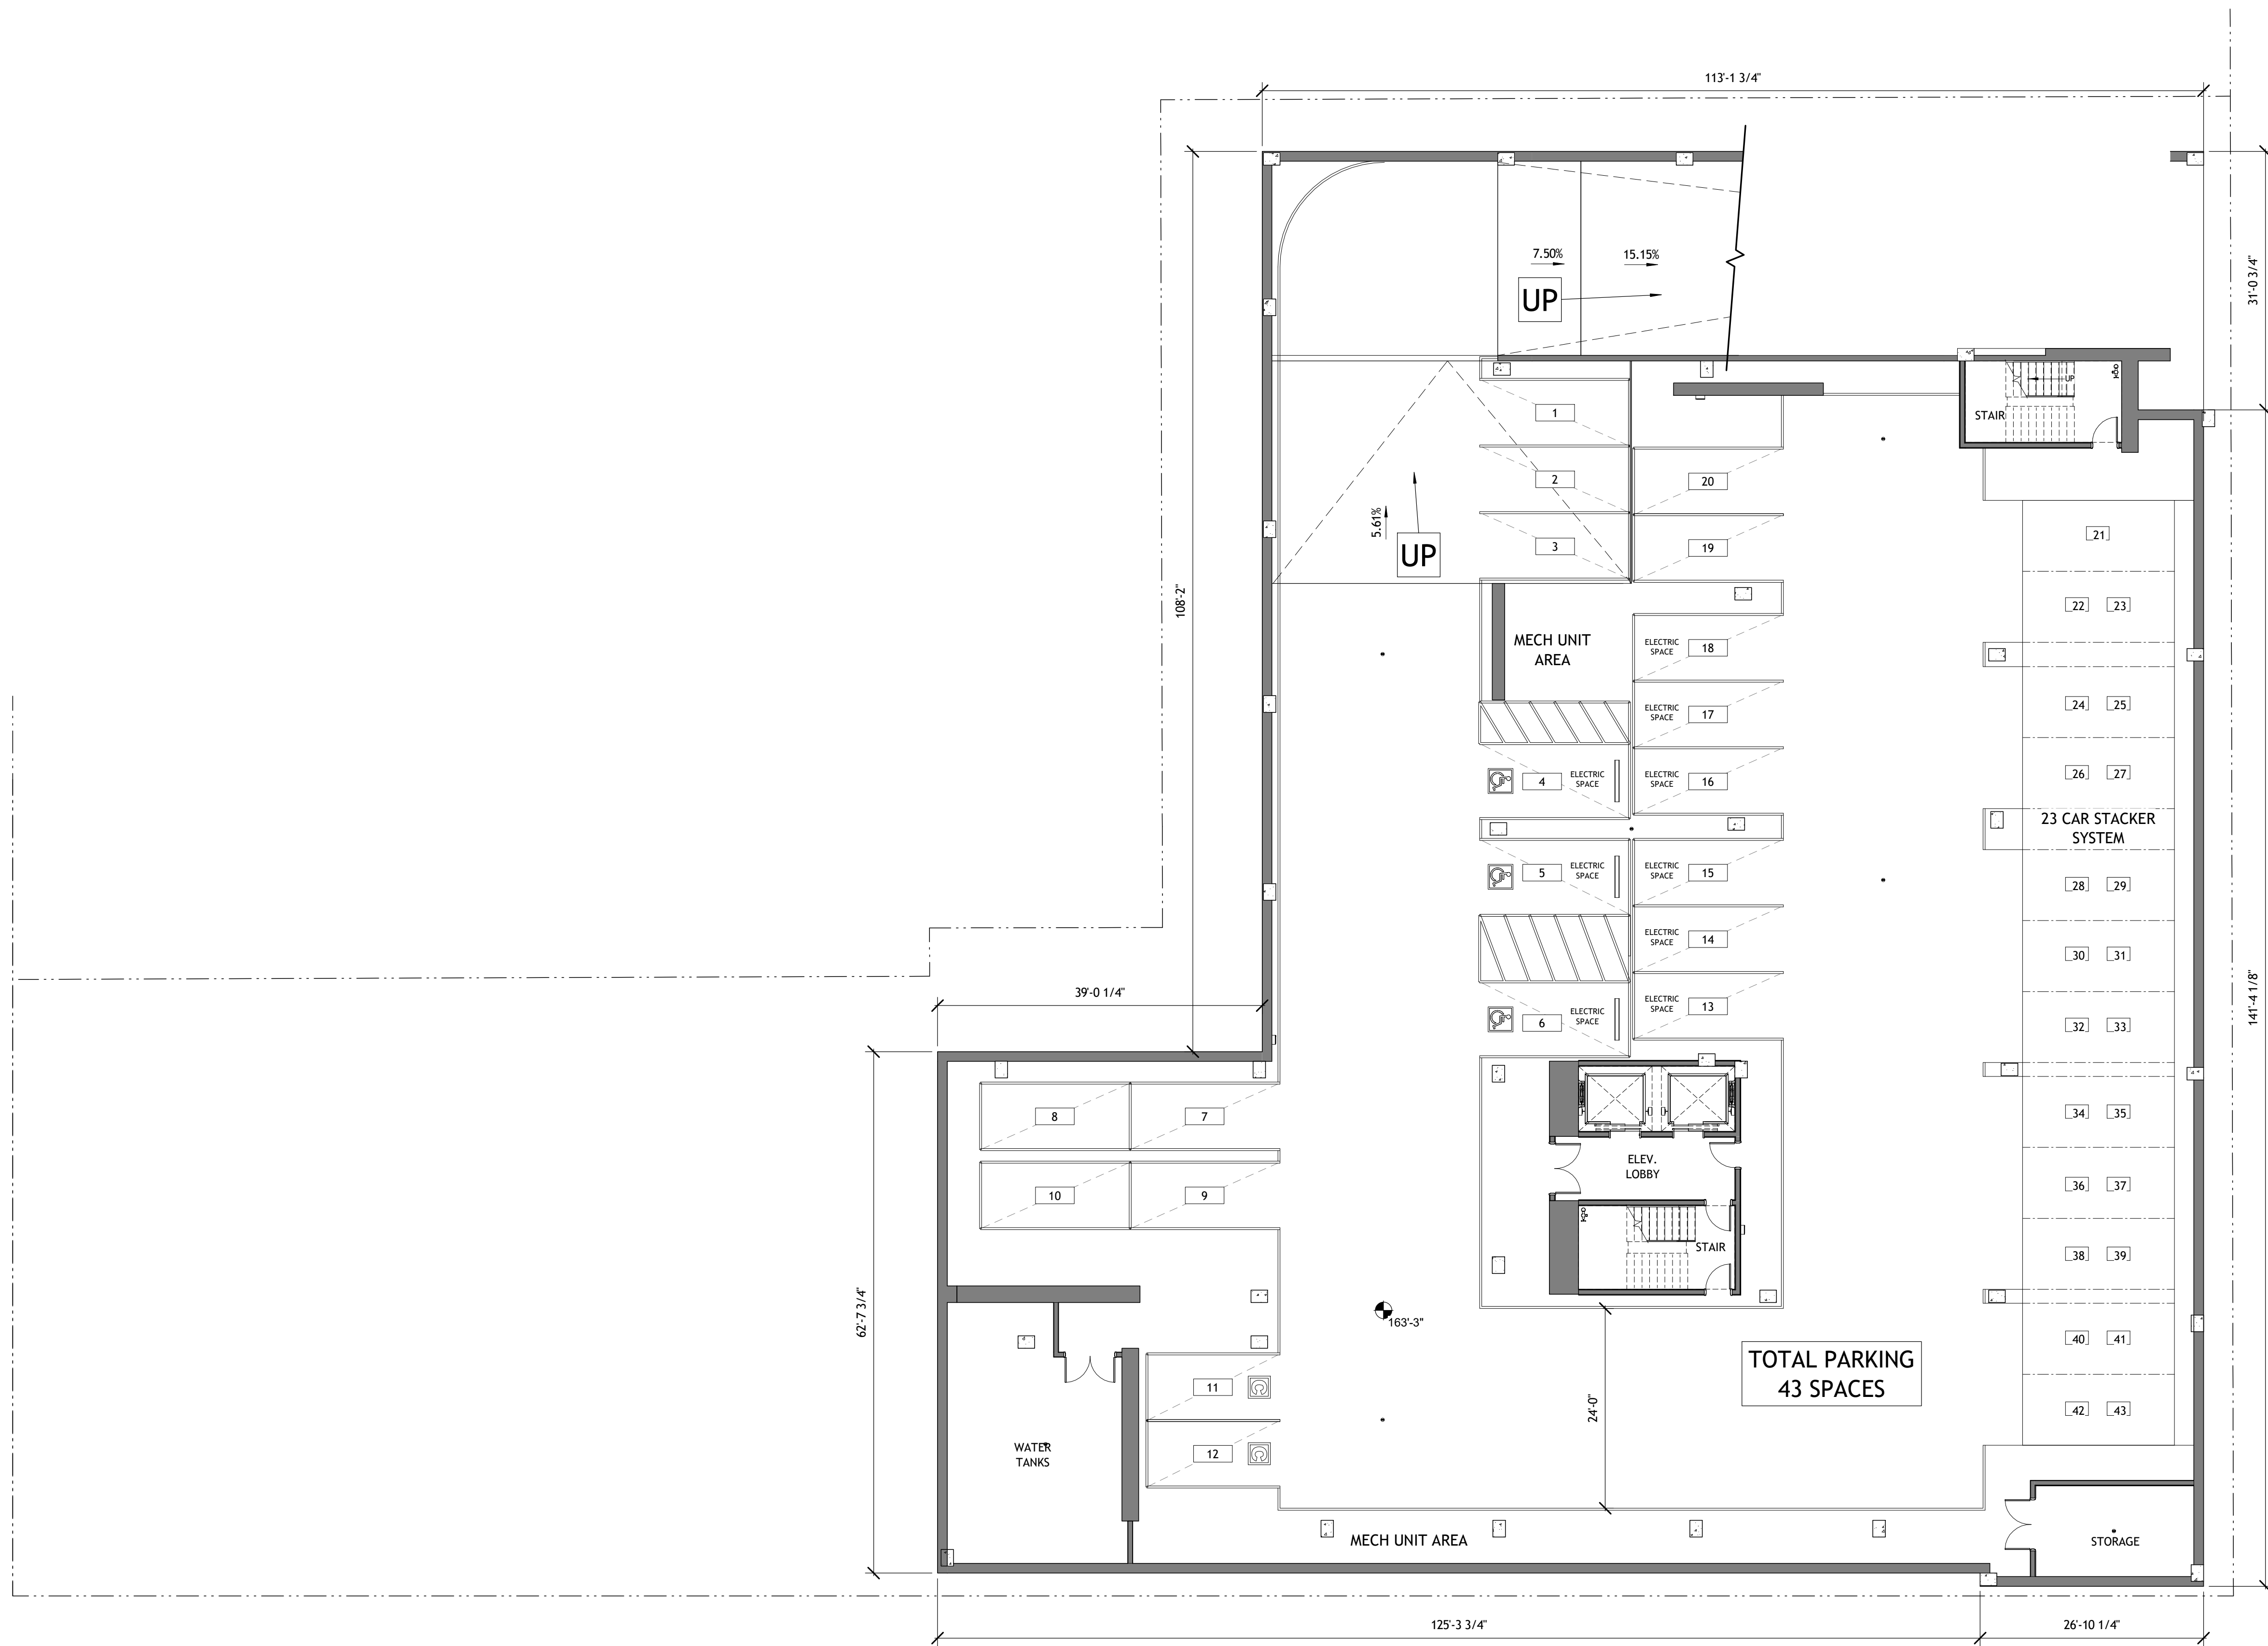 113'-1 3/4"
31'-0 3/4"
7.50%
15.15%
UP
UP
STAIR
1
2
3
20
19
5.61%
UP
108'-2"
21
22 23
24 25
26 27
23 CAR STACKER
SYSTEM
28 29
30 31
32 33
34 35
36 37
38 39
40 41
42 43
MECH UNIT
AREA
ELECTRIC
SPACE
18
ELECTRIC
SPACE
17
4
ELECTRIC
SPACE
ELECTRIC
SPACE
16
5
ELECTRIC
SPACE
ELECTRIC
SPACE
15
ELECTRIC
SPACE
14
6
ELECTRIC
SPACE
ELECTRIC
SPACE
13
141'-4 1/8"
39'-0 1/4"
8
7
10
9
ELEV.
LOBBY
STAIR
62'-7 3/4"
163'-3"
TOTAL PARKING
43 SPACES
24'-0"
11
12
WATER
TANKS
MECH UNIT AREA
STORAGE
125'-3 3/4"
26'-10 1/4"